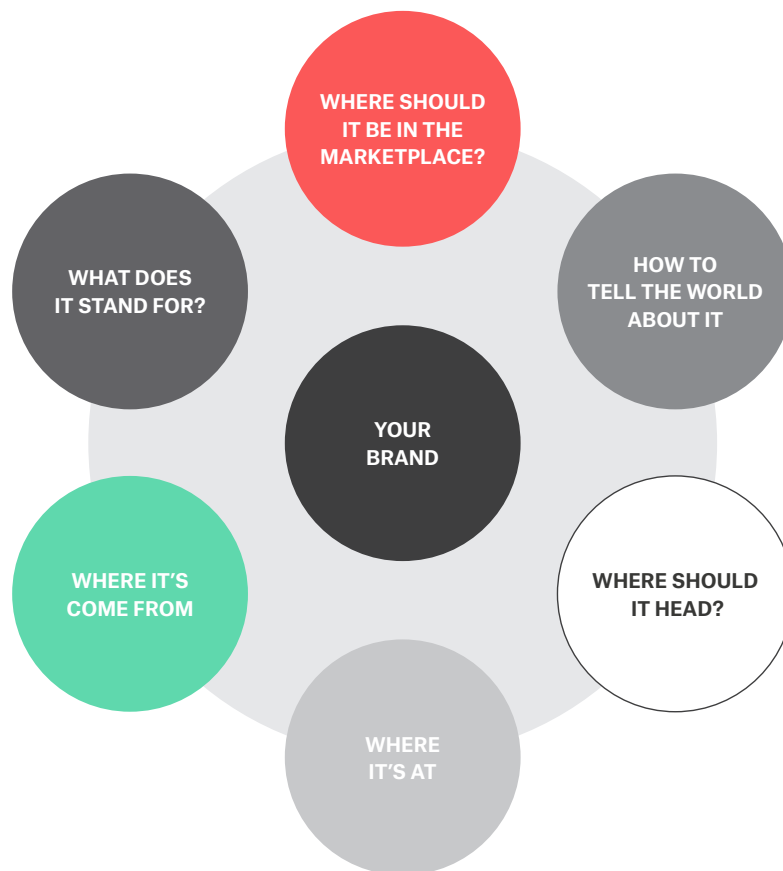 WHERE SHOULD
IT BE IN THE
MARKETPLACE?
WHAT DOES
IT STAND FOR?
HOW TO
TELL THE WORLD
ABOUT IT
YOUR
BRAND
WHERE IT’S
COME FROM
WHERE SHOULD
IT HEAD?
WHERE
IT’S AT